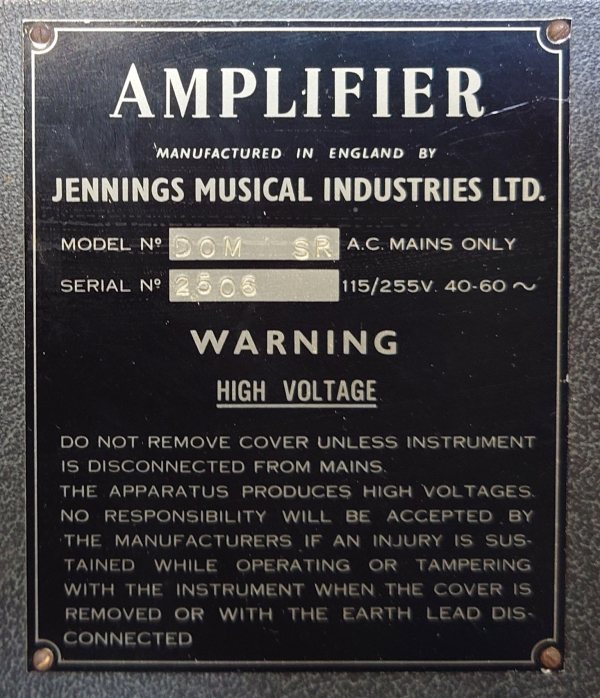 AMPLIFIER
MANUFACTURED IN ENGLAND BY
JENNINGS MUSICAL INDUSTRIES LTD.
MODEL Nº DOM SR A.C. MAINS ONLY
SERIAL Nº 2506 115/255V. 40-60 ~
WARNING
HIGH VOLTAGE
DO NOT REMOVE COVER UNLESS INSTRUMENT
IS DISCONNECTED FROM MAINS.
THE APPARATUS PRODUCES HIGH VOLTAGES.
NO RESPONSIBILITY WILL BE ACCEPTED BY
THE MANUFACTURERS IF AN INJURY IS SUS-
TAINED WHILE OPERATING OR TAMPERING
WITH THE INSTRUMENT WHEN THE COVER IS
REMOVED OR WITH THE EARTH LEAD DIS-
CONNECTED